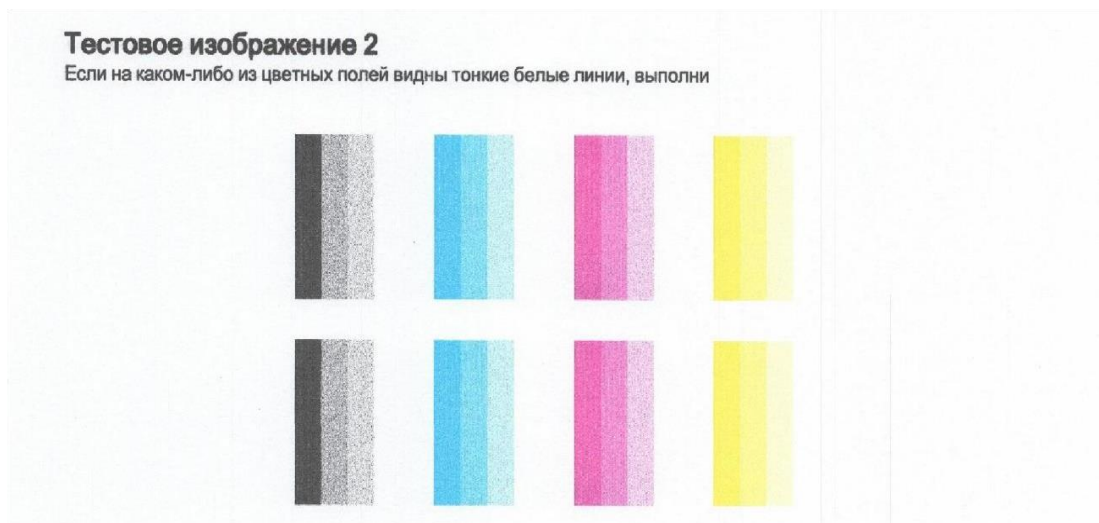 Тестовое изображение 2
Если на каком-либо из цветных полей видны тонкие белые линии, выполни